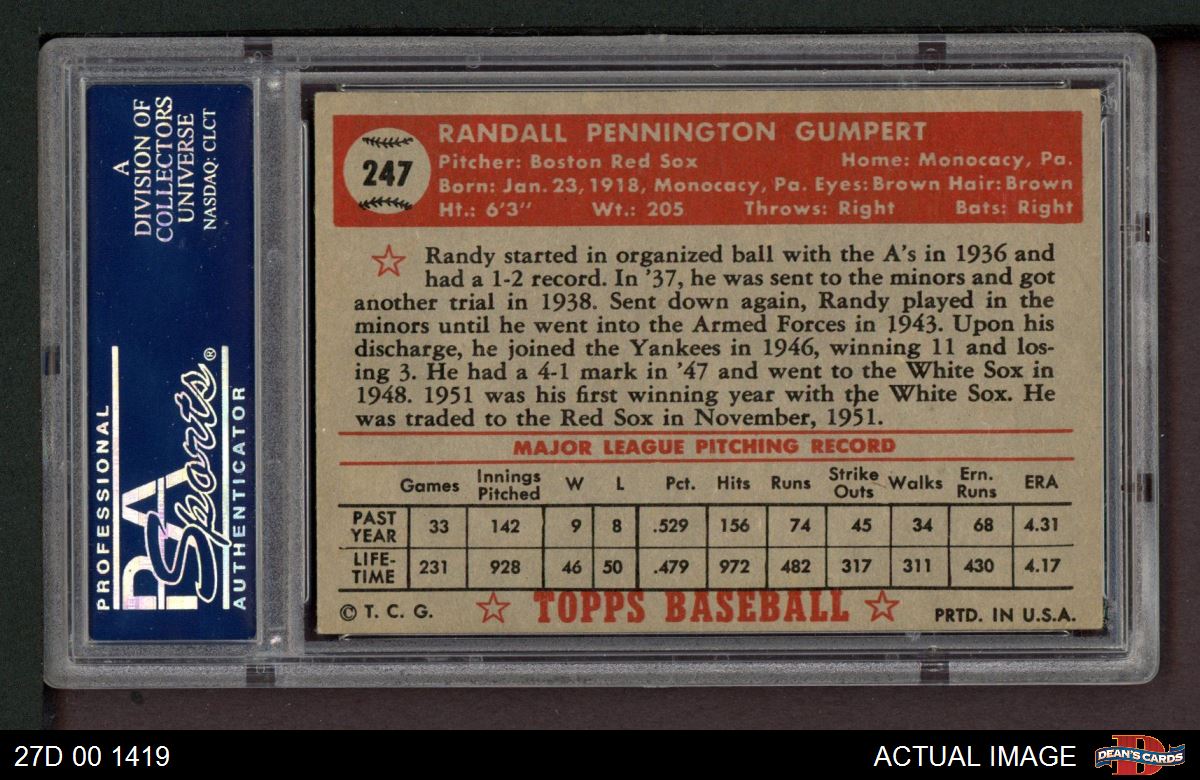 A
DIVISION OF
COLLECTORS
UNIVERSE
NASDAQ: CLCT
PROFESSIONAL
PSA
Sports®
AUTHENTICATOR
247
RANDALL PENNINGTON GUMPERT
Pitcher: Boston Red Sox Home: Monocacy, Pa.
Born: Jan. 23, 1918, Monocacy, Pa. Eyes: Brown Hair: Brown
Ht.: 6'3" Wt.: 205 Throws: Right Bats: Right
Randy started in organized ball with the A's in 1936 and
had a 1-2 record. In '37, he was sent to the minors and got
another trial in 1938. Sent down again, Randy played in the
minors until he went into the Armed Forces in 1943. Upon his
discharge, he joined the Yankees in 1946, winning 11 and los-
ing 3. He had a 4-1 mark in '47 and went to the White Sox in
1948. 1951 was his first winning year with the White Sox. He
was traded to the Red Sox in November, 1951.
MAJOR LEAGUE PITCHING RECORD
Games Innings Pitched W L Pct. Hits Runs Strike Outs Walks Ern. Runs ERA
PAST YEAR 33 142 9 8 .529 156 74 45 34 68 4.31
LIFE-TIME 231 928 46 50 .479 972 482 317 311 430 4.17
© T. C. G. TOPPS BASEBALL PRTD. IN U.S.A.
27D 00 1419 ACTUAL IMAGE
DEAN'S CARDS